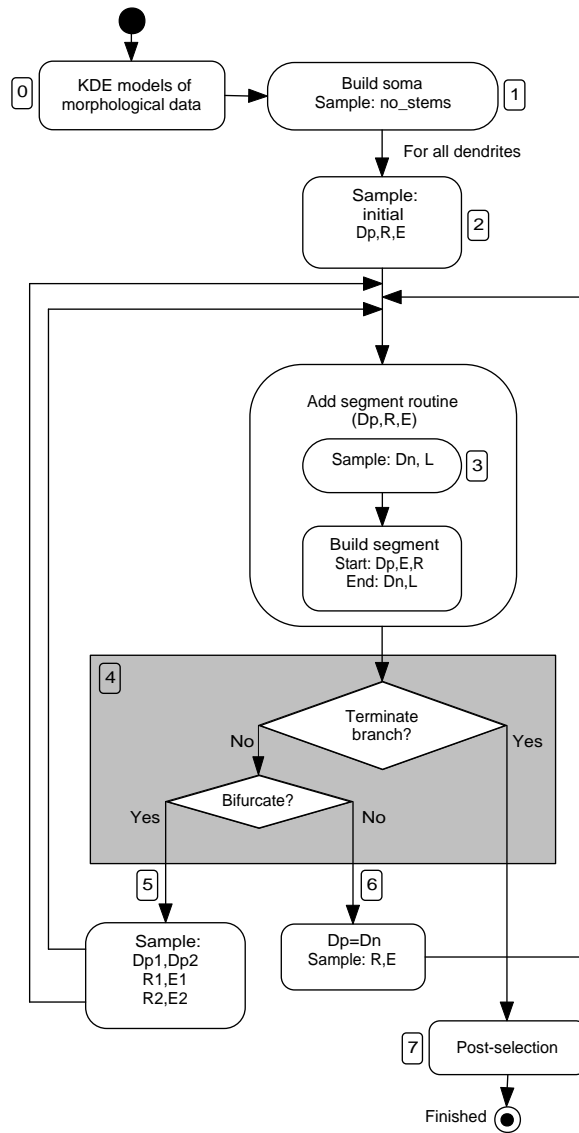 0
KDE models of
morphological data
Build soma
Sample: no_stems
1
For all dendrites
Sample:
initial
Dp,R,E
2
Add segment routine
(Dp,R,E)
Sample: Dn, L
3
Build segment
Start: Dp,E,R
End: Dn,L
4
Terminate
branch?
No
Yes
Bifurcate?
Yes
No
5
6
Sample:
Dp1,Dp2
R1,E1
R2,E2
Dp=Dn
Sample: R,E
7
Post-selection
Finished